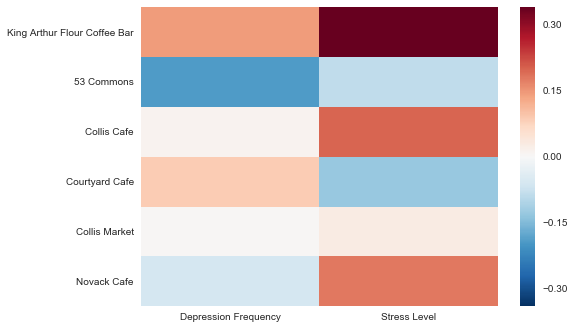 King Arthur Flour Coffee Bar
53 Commons
Collis Cafe
Courtyard Cafe
Collis Market
Novack Cafe
Depression Frequency
Stress Level
0.30
0.15
0.00
−0.15
−0.30